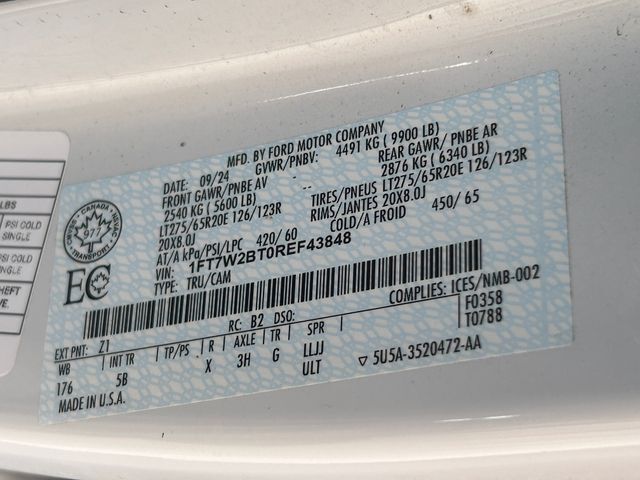 MFD. BY FORD MOTOR COMPANY
DATE: 09/24 GVWR/PNBV: 4491 KG ( 9900 LB)
FRONT GAWR/PNBE AV REAR GAWR/ PNBE AR
2540 KG ( 5600 LB) 2876 KG ( 6340 LB)
LT275/65R20E 126/123R TIRES/PNEUS LT275/65R20E 126/123R
20X8.0J RIMS/JANTES 20X8.0J
AT/A kPa/PSI/LPC 420/ 60 COLD/A FROID 450/ 65
VIN: 1FT7W2BT0REF43848
TYPE: TRU/CAM
COMPLIES: ICES/NMB-002
F0358
T0788
EXT PNT: Z1 RC: B2 DSO:
WB INT TR TP/PS R AXLE TR SPR
176 5B X 3H G LLJJ
ULT
5U5A-3520472-AA
MADE IN U.S.A.
CANADA
977
TRANSPORT
EC
LBS
PSI COLD
SINGLE
PSI COLD
SINGLE